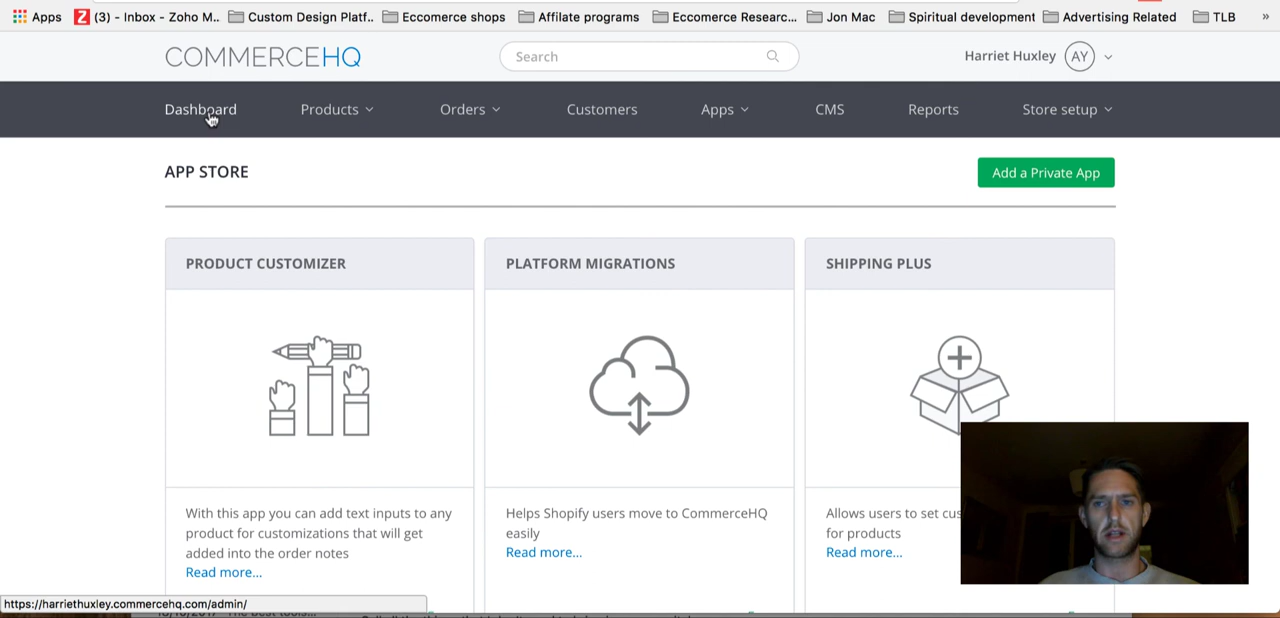 Apps (3) - Inbox - Zoho M.. Custom Design Platf.. Eccomerce shops Affilate programs Eccomerce Researc... Jon Mac Spiritual development Advertising Related TLB »
COMMERCEHQ Search Harriet Huxley AY
Dashboard Products Orders Customers Apps CMS Reports Store setup
APP STORE Add a Private App
PRODUCT CUSTOMIZER PLATFORM MIGRATIONS SHIPPING PLUS
With this app you can add text inputs to any
product for customizations that will get
added into the order notes
Read more...
Helps Shopify users move to CommerceHQ
easily
Read more...
Allows users to set cus
for products
Read more...
https://harriethuxley.commercehq.com/admin/